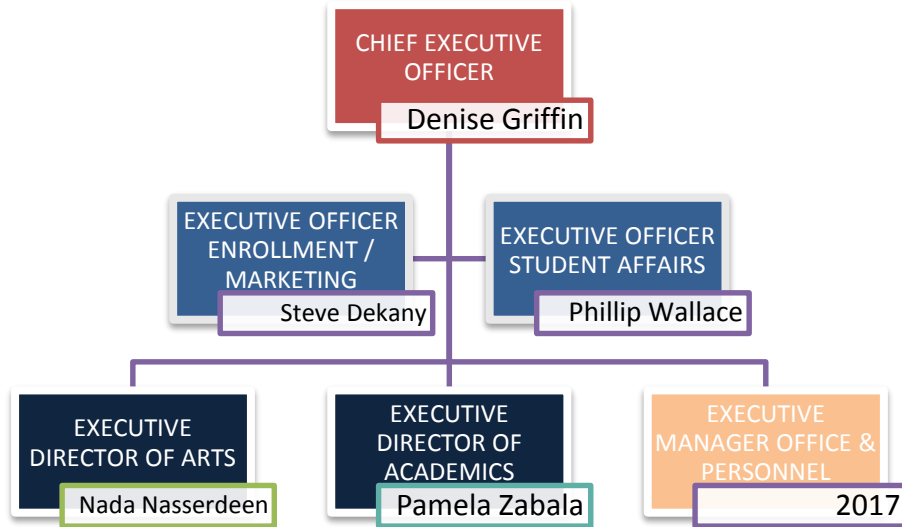 CHIEF EXECUTIVE
OFFICER
Denise Griffin
EXECUTIVE OFFICER
ENROLLMENT /
MARKETING
Steve Dekany
EXECUTIVE OFFICER
STUDENT AFFAIRS
Phillip Wallace
EXECUTIVE
DIRECTOR OF ARTS
Nada Nasserdeen
EXECUTIVE
DIRECTOR OF
ACADEMICS
Pamela Zabala
EXECUTIVE
MANAGER OFFICE &
PERSONNEL
2017